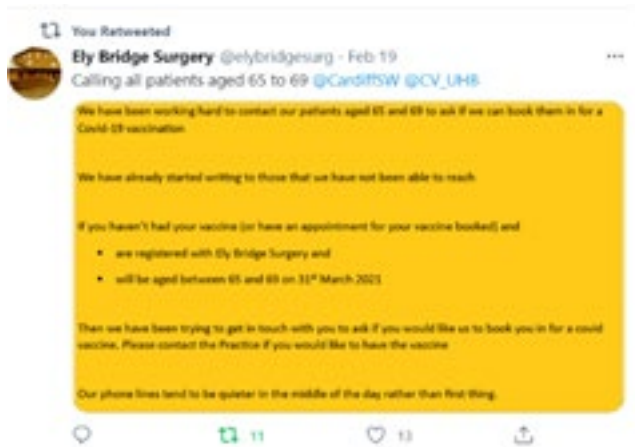 You Retweeted
Ely Bridge Surgery @elybridgesurg · Feb 19
Calling all patients aged 65 to 69 @CardiffSW @CV_UHB
We have been working hard to contact our patients aged 65 and 69 to ask if we can book them in for a
Covid-19 vaccination
We have already started writing to those that we have not been able to reach
If you haven't had your vaccine (or have an appointment for your vaccine booked) and
• are registered with Ely Bridge Surgery and
• will be aged between 65 and 69 on 31st March 2021
Then we have been trying to get in touch with you to ask if you would like us to book you in for a covid
vaccine. Please contact the Practice if you would like to have the vaccine
Our phone lines tend to be quieter in the middle of the day rather than first thing.
11 13